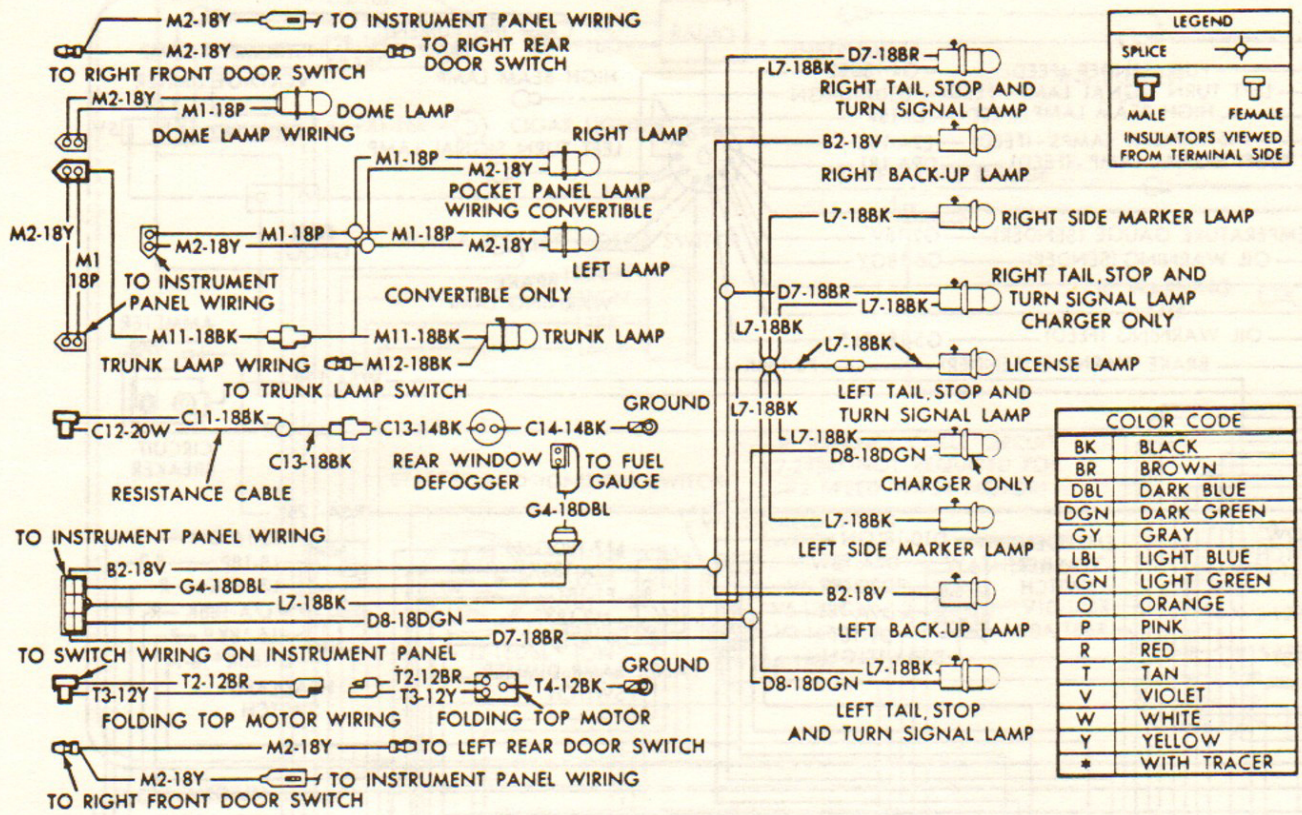 M2-18Y
TO INSTRUMENT PANEL WIRING
M2-18Y
TO RIGHT REAR
DOOR SWITCH
TO RIGHT FRONT DOOR SWITCH
M2-18Y
M1-18P
DOME LAMP
DOME LAMP WIRING
RIGHT LAMP
M1-18P
M2-18Y
POCKET PANEL LAMP
WIRING CONVERTIBLE
M2-18Y
M1
18P
M1-18P
M1-18P
M2-18Y
M2-18Y
LEFT LAMP
TO INSTRUMENT
PANEL WIRING
CONVERTIBLE ONLY
M11-18BK
M11-18BK
TRUNK LAMP
TRUNK LAMP WIRING
M12-18BK
TO TRUNK LAMP SWITCH
C11-18BK
C12-20W
C13-18BK
C13-14BK
C14-14BK
GROUND
RESISTANCE CABLE
REAR WINDOW
DEFOGGER
TO FUEL
GAUGE
G4-18DBL
TO INSTRUMENT PANEL WIRING
B2-18V
G4-18DBL
L7-18BK
D8-18DGN
D7-18BR
TO SWITCH WIRING ON INSTRUMENT PANEL
T2-12BR
T3-12Y
T2-12BR
T3-12Y
T4-12BK
GROUND
FOLDING TOP MOTOR WIRING
FOLDING TOP MOTOR
M2-18Y
TO LEFT REAR DOOR SWITCH
M2-18Y
TO INSTRUMENT PANEL WIRING
TO RIGHT FRONT DOOR SWITCH
D7-18BR
L7-18BK
RIGHT TAIL, STOP AND
TURN SIGNAL LAMP
B2-18V
RIGHT BACK-UP LAMP
L7-18BK
RIGHT SIDE MARKER LAMP
D7-18BR
L7-18BK
RIGHT TAIL, STOP AND
TURN SIGNAL LAMP
CHARGER ONLY
L7-18BK
LICENSE LAMP
LEFT TAIL, STOP AND
TURN SIGNAL LAMP
L7-18BK
L7-18BK
D8-18DGN
CHARGER ONLY
L7-18BK
LEFT SIDE MARKER LAMP
B2-18V
LEFT BACK-UP LAMP
L7-18BK
D8-18DGN
LEFT TAIL, STOP
AND TURN SIGNAL LAMP
LEGEND
SPLICE
MALE
FEMALE
INSULATORS VIEWED
FROM TERMINAL SIDE
COLOR CODE
BK BLACK
BR BROWN
DBL DARK BLUE
DGN DARK GREEN
GY GRAY
LBL LIGHT BLUE
LGN LIGHT GREEN
O ORANGE
P PINK
R RED
T TAN
V VIOLET
W WHITE
Y YELLOW
* WITH TRACER